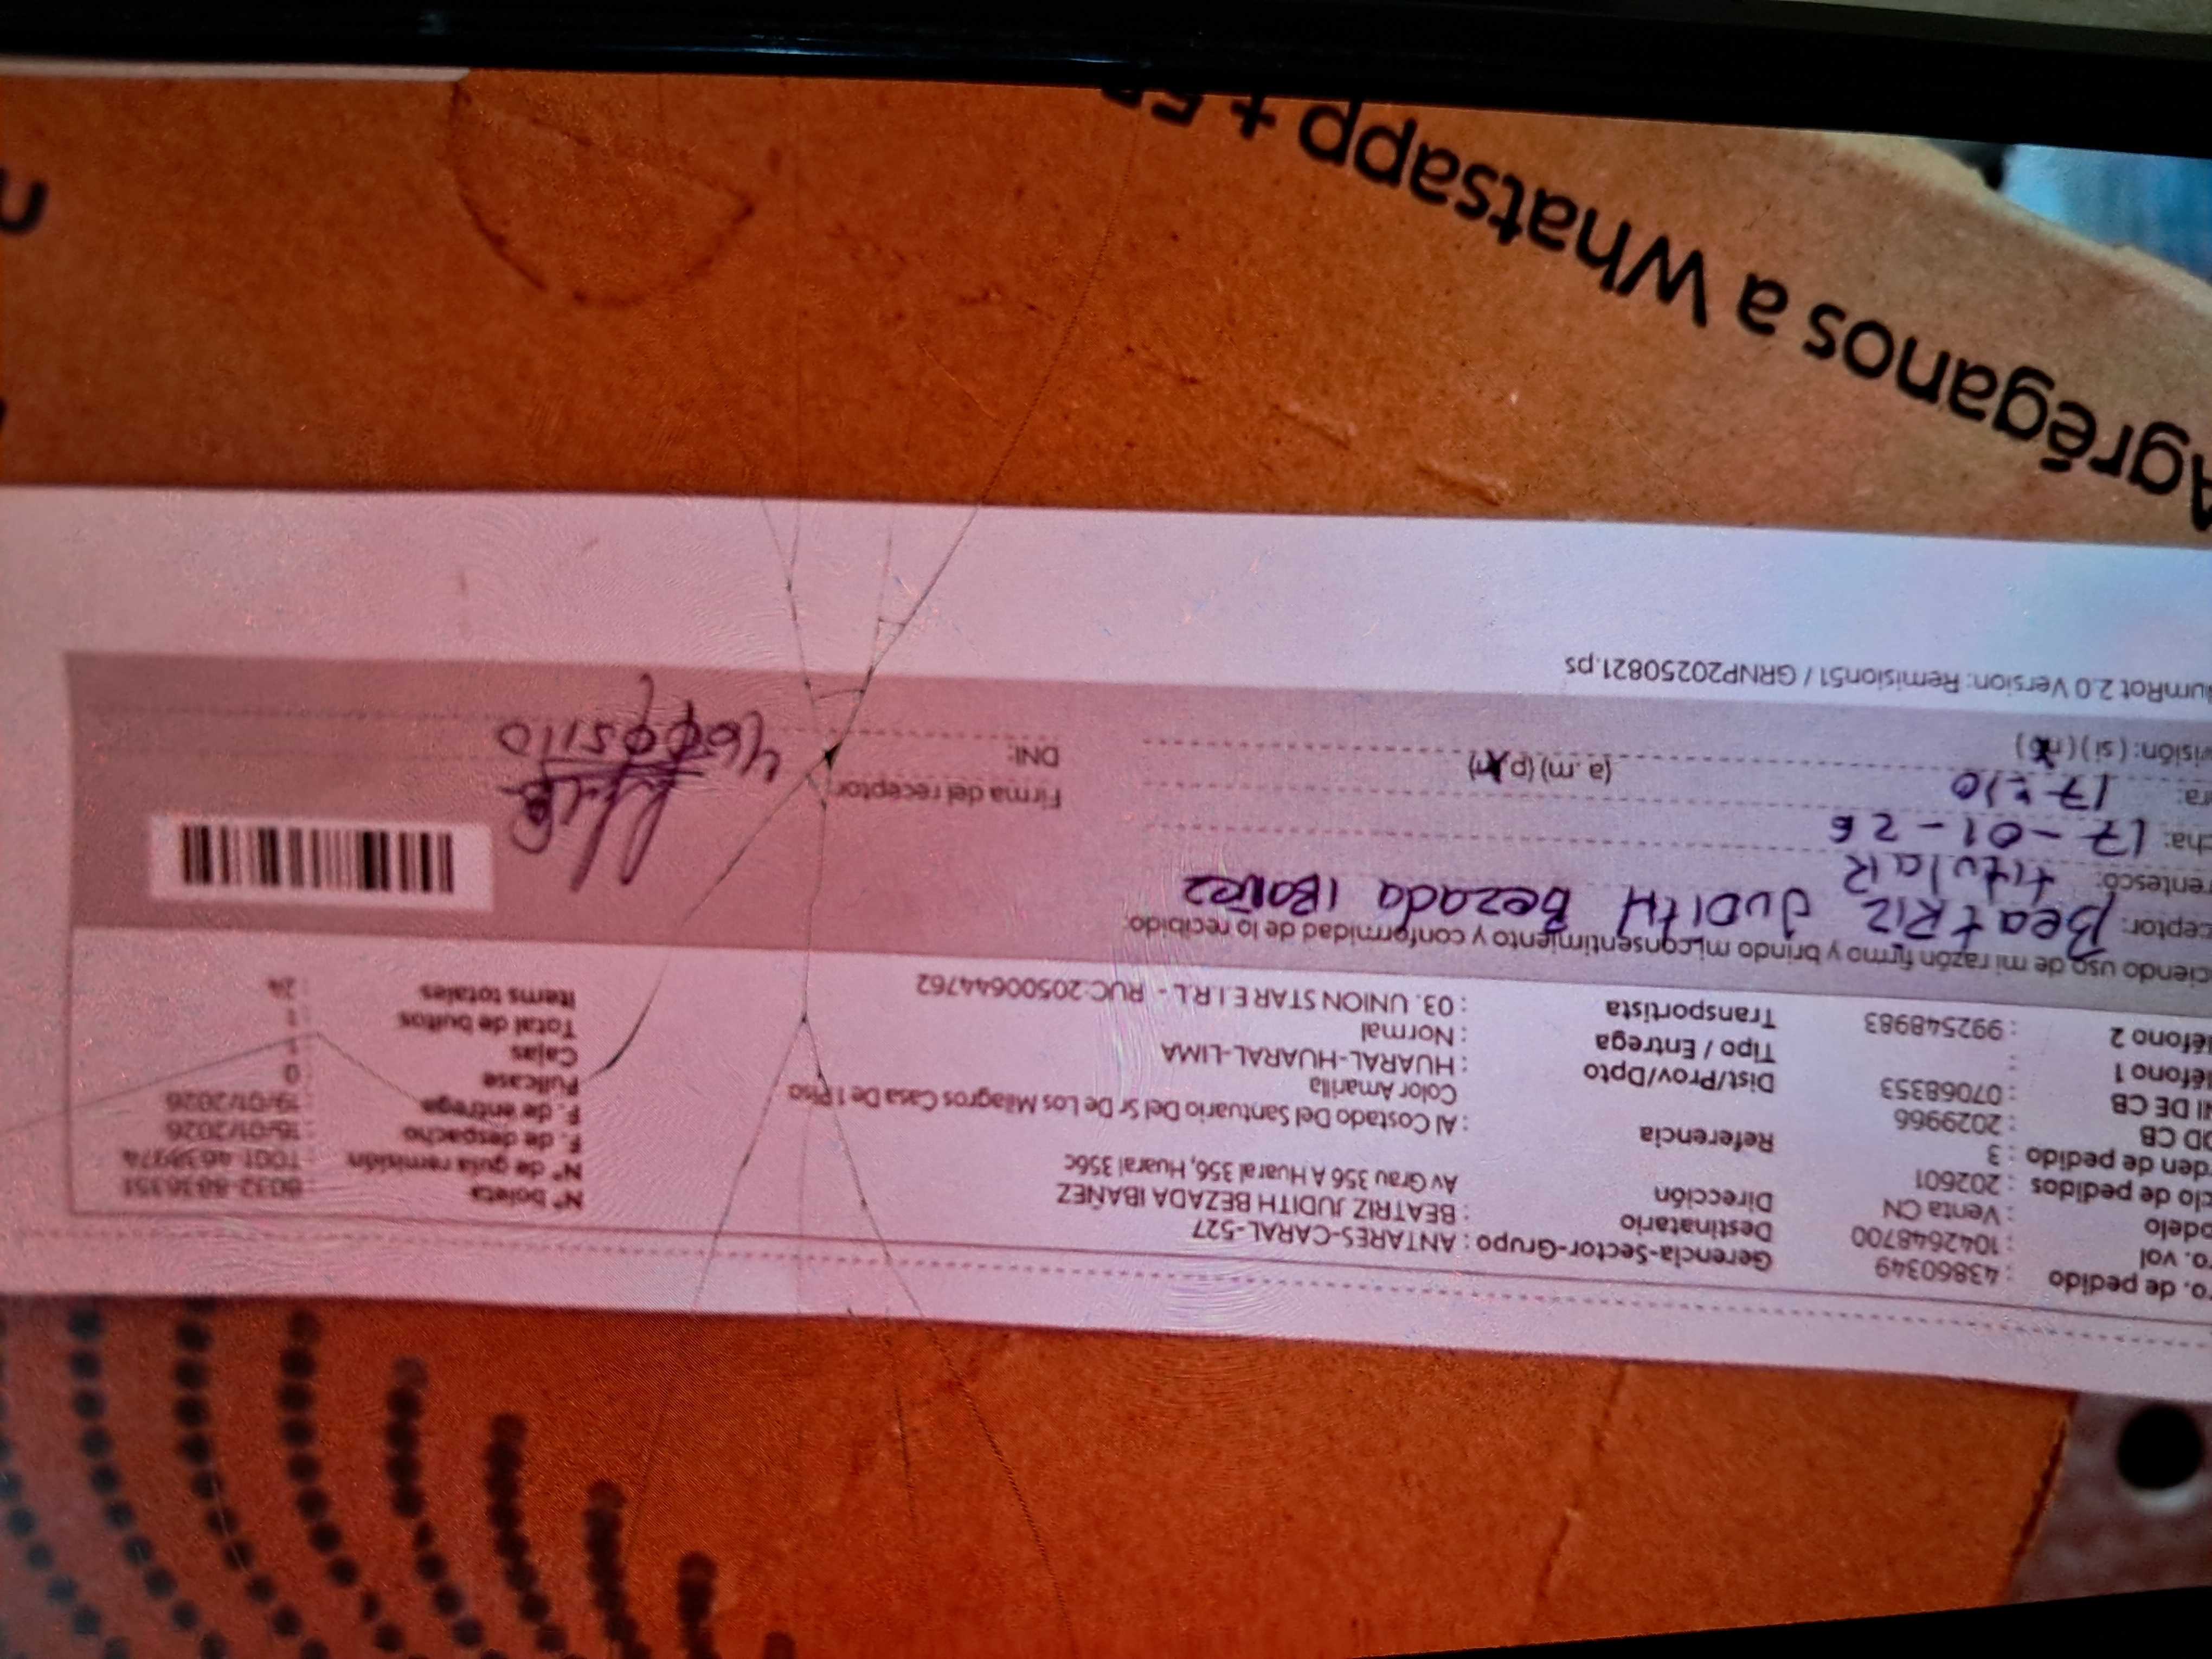 ro. de pedido : 43860349
ro. vol : 1042648700
odelo : Venta CN
clo de pedidos : 202601
den de pedido : 3
OD CB : 2029966
NI DE CB : 07068353
léfono 1 :
léfono 2 : 992548983
Gerencia-Sector-Grupo : ANTARES-CARAL-527
Destinatario : BEATRIZ JUDITH BEZADA IBAÑEZ
Dirección Av Grau 356 A Huaral 356, Huaral 356c
Referencia : Al Costado Del Santuario Del Sr De Los Milagros Casa De 1 Piso
Color Amarilla
Dist/Prov/Dpto : HUARAL-HUARAL-LIMA
Tipo / Entrega : Normal
Transportista : 03. UNION STAR E.I.R.L - RUC:20500644762
N° boleta : B032-8836351
N° de guía remisión : T001-4638974
F. de despacho : 16/01/2026
F. de entrega : 19/01/2026
Fullcase : 0
Cajas : 1
Total de bultos : 1
Items totales : 24
ciendo uso de mi razón firmo y brindo mi consentimiento y conformidad de lo recibido.
ceptor: BeatRIZ JUDITH Bezada IBAÑez
rentesco: titulaR
cha: 17-01-26
ra: 17:10 (a. m) (p. m)
visión: ( si ) ( no )
Firma del receptor
DNI:
umRot 2.0 Version: Remision51 / GRNP20250821.ps
Agréganos a Whatsapp +